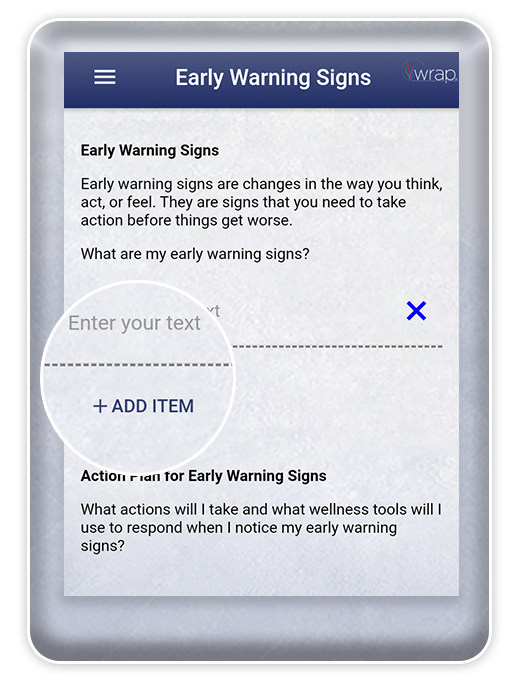 Early Warning Signs
wrap
Early Warning Signs
Early warning signs are changes in the way you think,
act, or feel. They are signs that you need to take
action before things get worse.
What are my early warning signs?
Enter your text
+ ADD ITEM
Action Plan for Early Warning Signs
What actions will I take and what wellness tools will I
use to respond when I notice my early warning
signs?